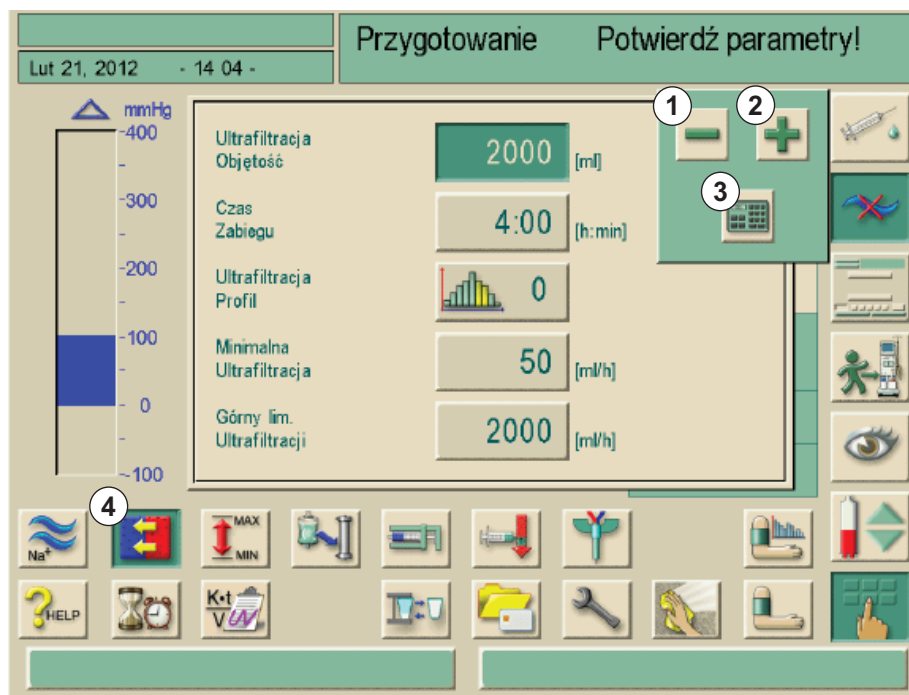 Przygotowanie Potwierdź parametry!
Lut 21, 2012 - 14 04 -
mmHg
400
300
200
100
0
-100
1
2
3
Ultrafiltracja
Objętość
2000 [ml]
Czas
Zabiegu
4:00 [h:min]
Ultrafiltracja
Profil
0
Minimalna
Ultrafiltracja
50 [ml/h]
Górny lim.
Ultrafiltracji
2000 [ml/h]
4
Na+
MAX
MIN
?HELP
K•t
V